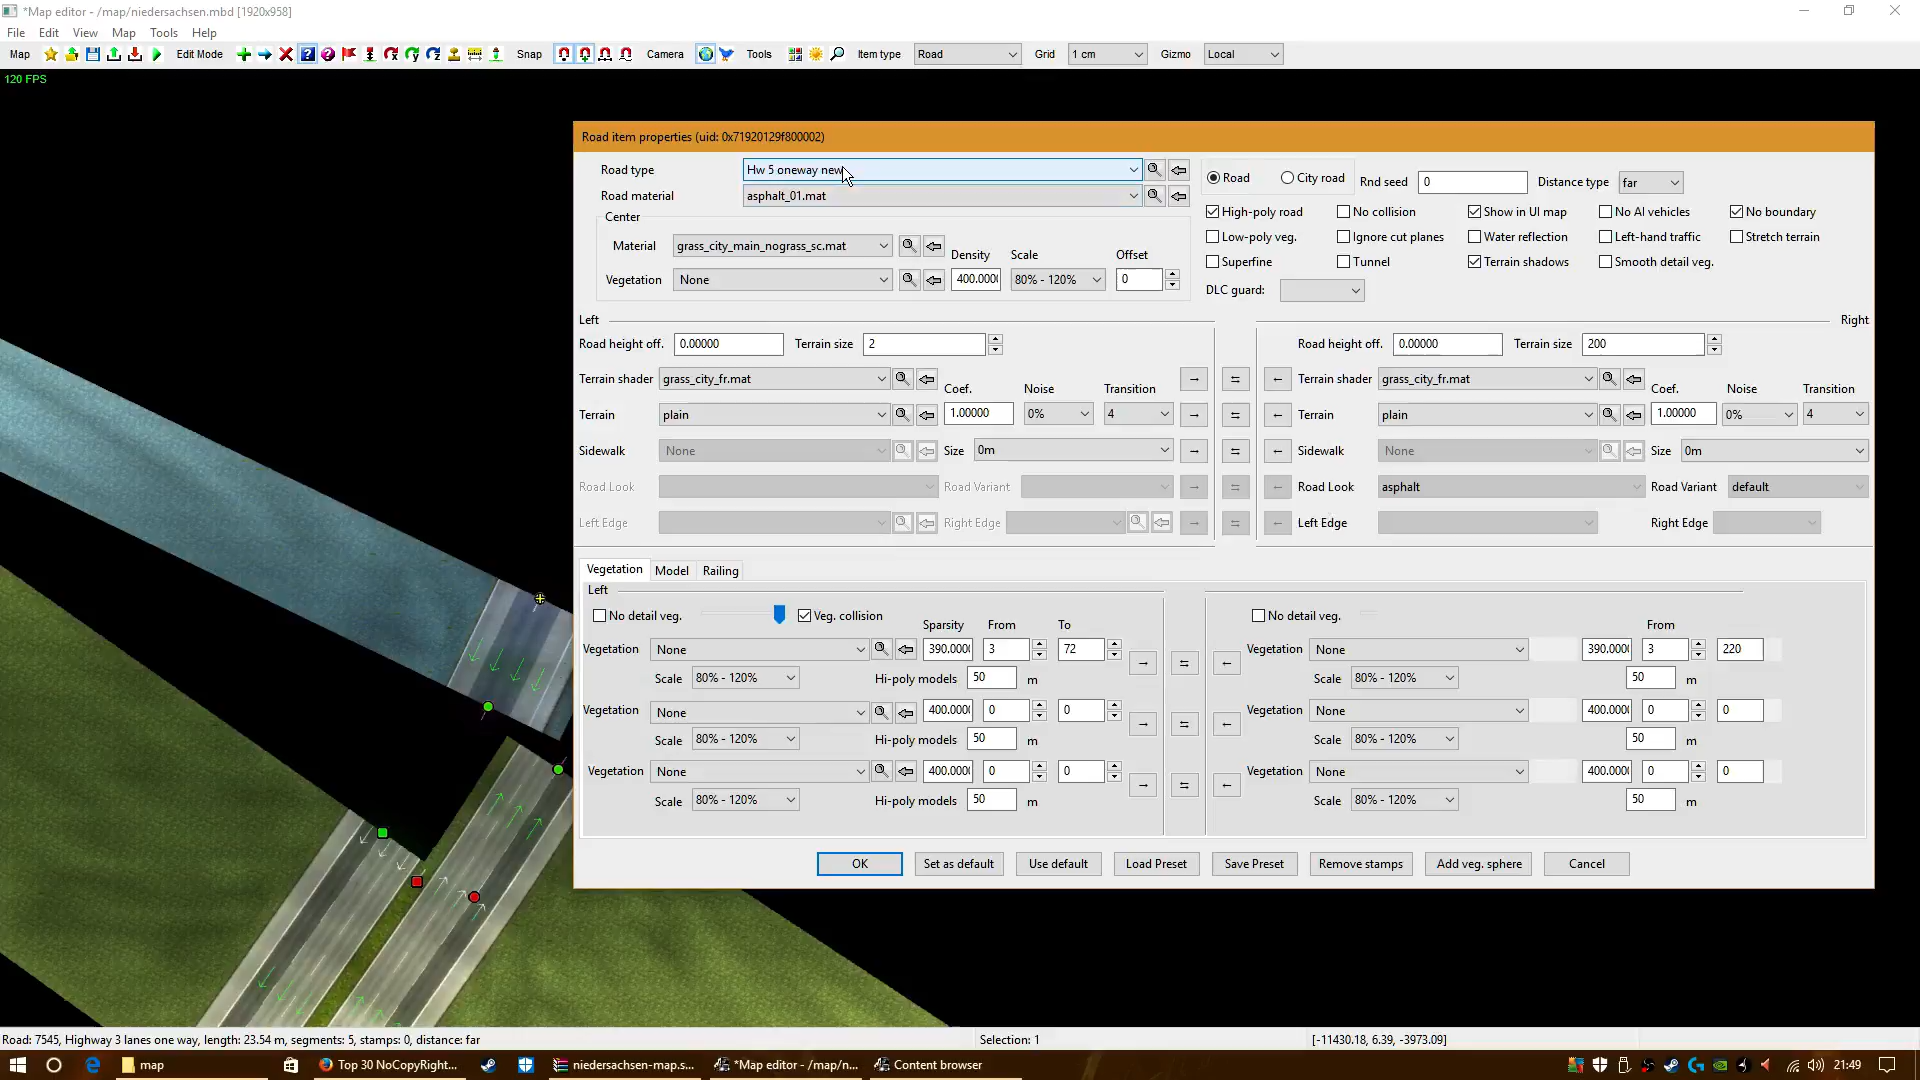 *Map editor - /map/niedersachsen.mbd [1920x958]
File Edit View Map Tools Help
Map Edit Mode Snap Camera Tools Item type Road Grid 1 cm Gizmo Local
120 FPS
Road item properties (uid: 0x71920129f800002)
Road type Hw 5 oneway new
Road material asphalt_01.mat
Road City road Rnd seed 0 Distance type far
High-poly road No collision Show in UI map No AI vehicles No boundary
Low-poly veg. Ignore cut planes Water reflection Left-hand traffic Stretch terrain
Superfine Tunnel Terrain shadows Smooth detail veg.
DLC guard:
Center
Material grass_city_main_nograss_sc.mat Density Scale Offset
Vegetation None 400.000 80% - 120% 0
Left
Road height off. 0.00000 Terrain size 2
Terrain shader grass_city_fr.mat Coef. Noise Transition
Terrain plain 1.00000 0% 4
Sidewalk None Size 0m
Road Look Road Variant
Left Edge Right Edge
Right
Road height off. 0.00000 Terrain size 200
Terrain shader grass_city_fr.mat Coef. Noise Transition
Terrain plain 1.00000 0% 4
Sidewalk None Size 0m
Road Look asphalt Road Variant default
Left Edge Right Edge
Vegetation Model Railing
Left
No detail veg. Veg. collision Sparsity From To
Vegetation None 390.000 3 72
Scale 80% - 120% Hi-poly models 50 m
Vegetation None 400.000 0 0
Scale 80% - 120% Hi-poly models 50 m
Vegetation None 400.000 0 0
Scale 80% - 120% Hi-poly models 50 m
No detail veg. From
Vegetation None 390.000 3 220
Scale 80% - 120% 50 m
Vegetation None 400.000 0 0
Scale 80% - 120% 50 m
Vegetation None 400.000 0 0
Scale 80% - 120% 50 m
OK Set as default Use default Load Preset Save Preset Remove stamps Add veg. sphere Cancel
Road: 7545, Highway 3 lanes one way, length: 23.54 m, segments: 5, stamps: 0, distance: far Selection: 1 [-11430.18, 6.39, -3973.09]
map Top 30 NoCopyRight... niedersachsen-map.s... *Map editor - /map/n... Content browser 21:49